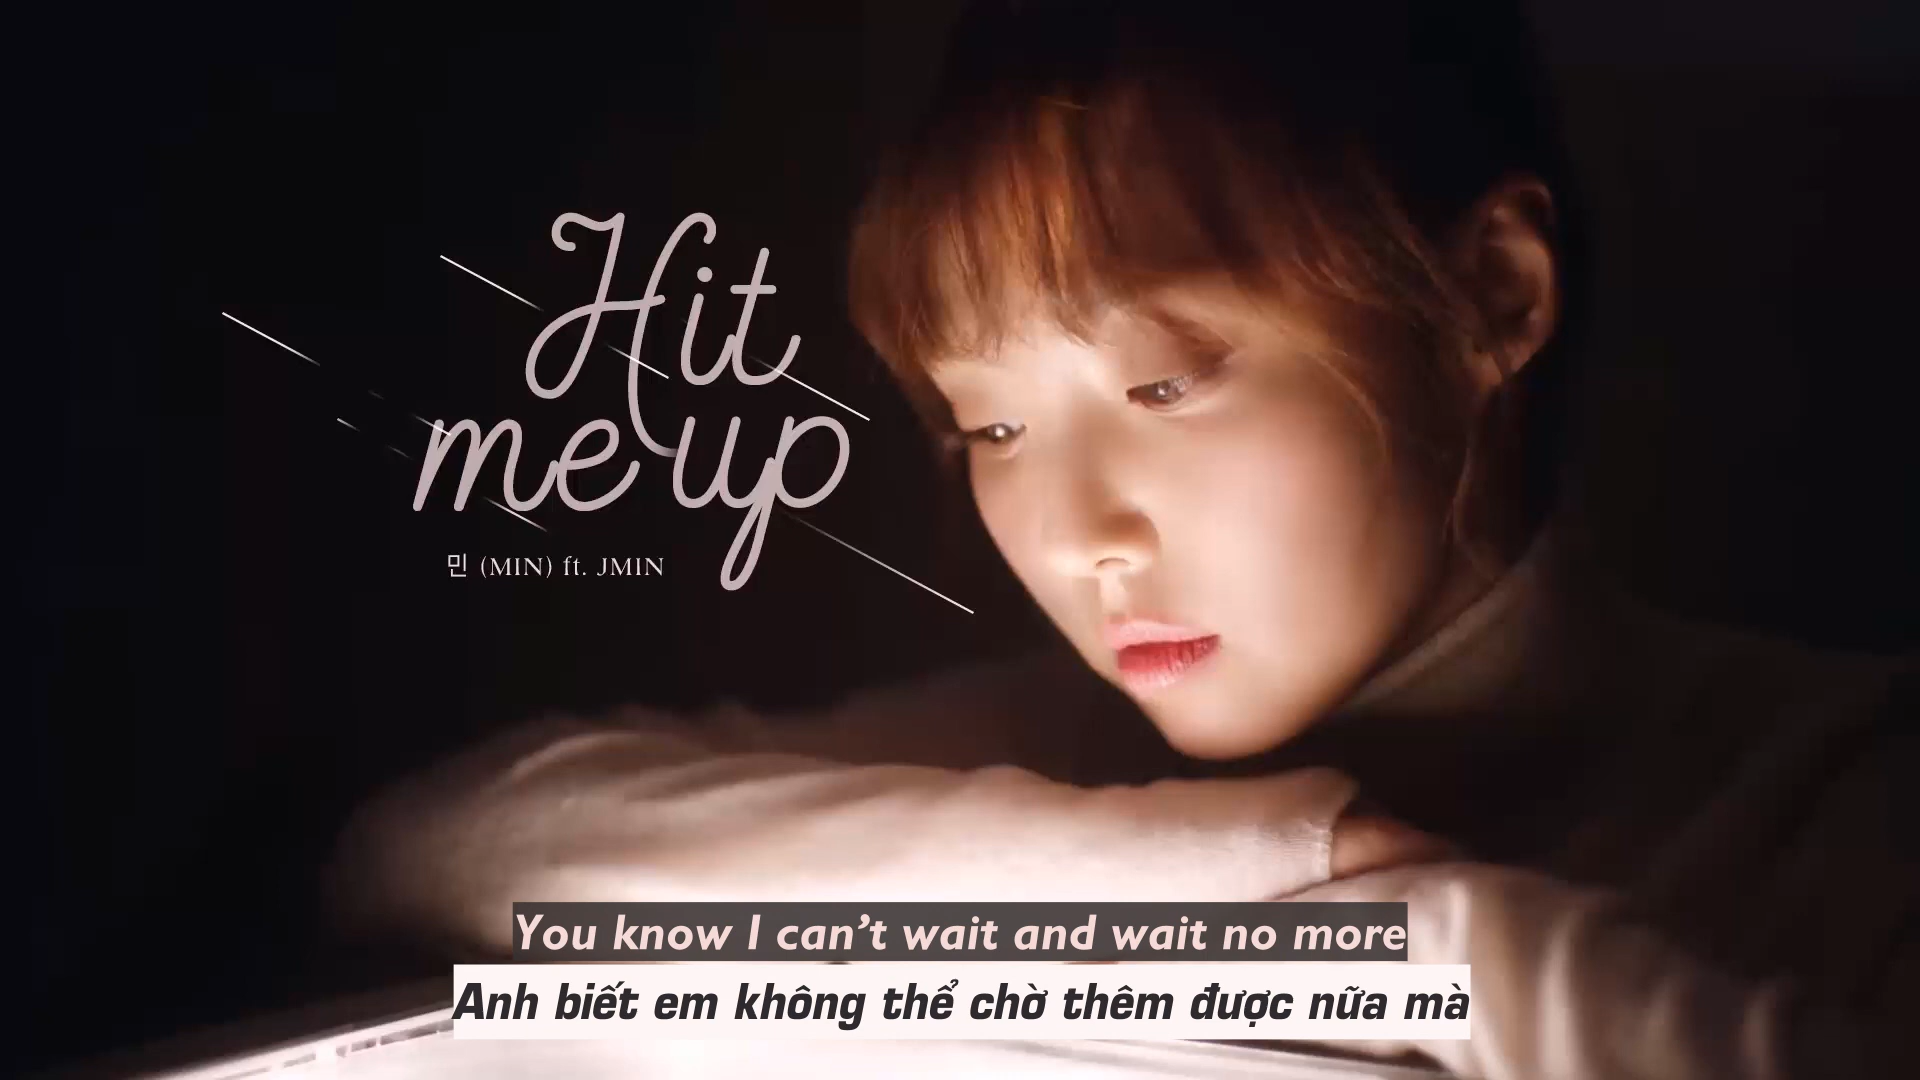 Hit
me up
민 (MIN) ft. JMIN
You know I can't wait and wait no more
Anh biết em không thể chờ thêm được nữa mà